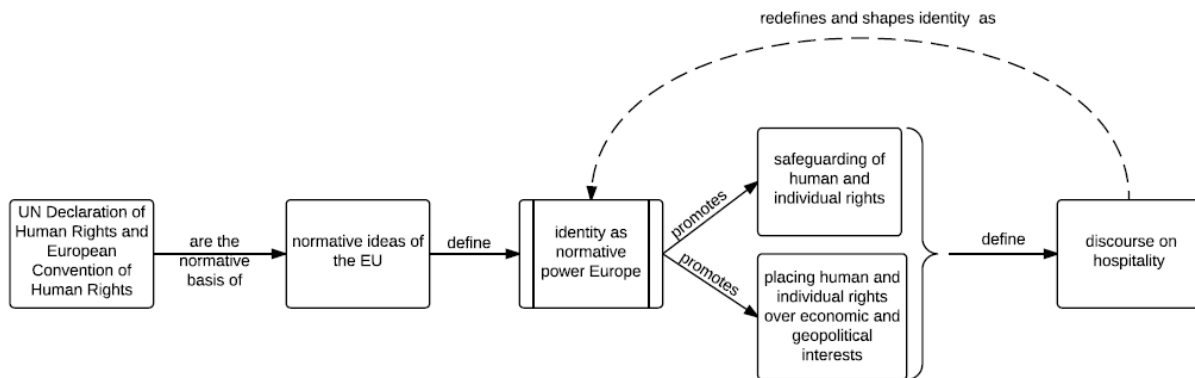 redefines and shapes identity as
UN Declaration of
Human Rights and
European
Convention of
Human Rights
are the
normative
basis of
normative ideas of
the EU
define
identity as
normative
power Europe
promotes
promotes
safeguarding of
human and
individual rights
placing human and
individual rights
over economic and
geopolitical
interests
define
discourse on
hospitality